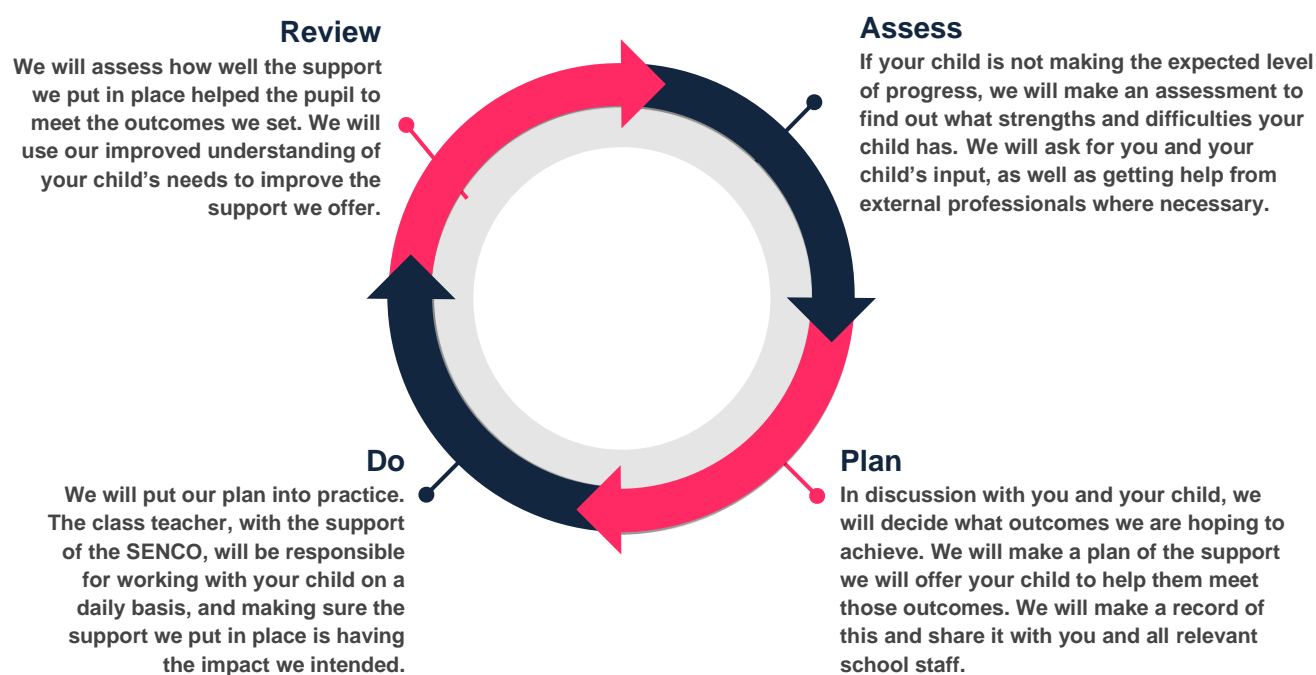 Review
We will assess how well the support
we put in place helped the pupil to
meet the outcomes we set. We will
use our improved understanding of
your child’s needs to improve the
support we offer.
Assess
If your child is not making the expected level
of progress, we will make an assessment to
find out what strengths and difficulties your
child has. We will ask for you and your
child’s input, as well as getting help from
external professionals where necessary.
Do
We will put our plan into practice.
The class teacher, with the support
of the SENCO, will be responsible
for working with your child on a
daily basis, and making sure the
support we put in place is having
the impact we intended.
Plan
In discussion with you and your child, we
will decide what outcomes we are hoping to
achieve. We will make a plan of the support
we will offer your child to help them meet
those outcomes. We will make a record of
this and share it with you and all relevant
school staff.